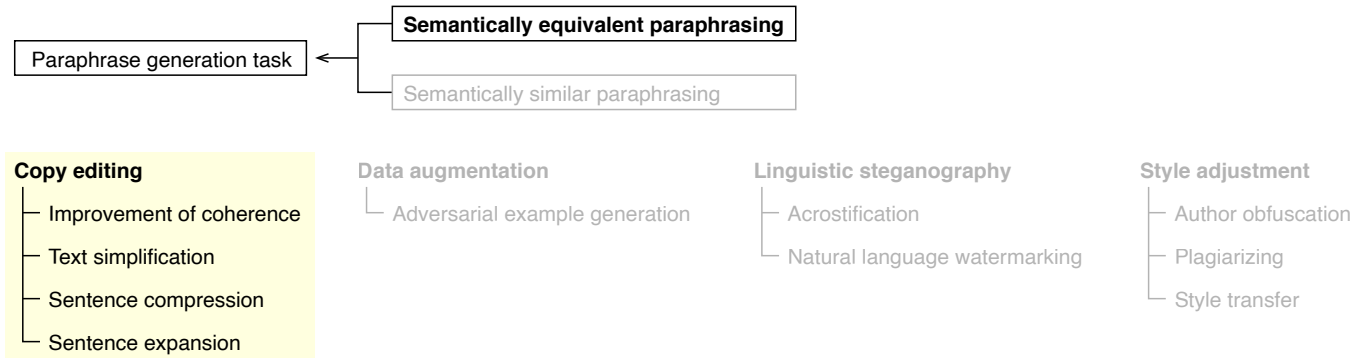 Semantically equivalent paraphrasing
Paraphrase generation task
Semantically similar paraphrasing
Copy editing
Improvement of coherence
Text simplification
Sentence compression
Sentence expansion
Data augmentation
Adversarial example generation
Linguistic steganography
Acrostification
Natural language watermarking
Style adjustment
Author obfuscation
Plagiarizing
Style transfer